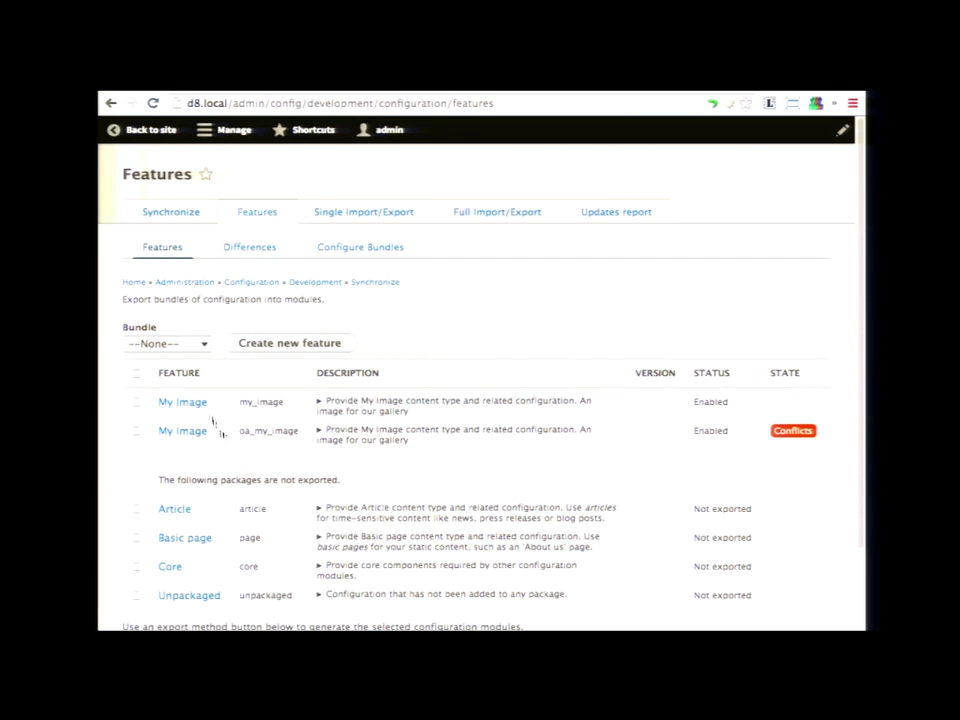 d8.local/admin/config/development/configuration/features
Back to site Manage Shortcuts admin
Features
Synchronize Features Single Import/Export Full Import/Export Updates report
Features Differences Configure Bundles
Home » Administration » Configuration » Development » Synchronize
Export bundles of configuration into modules.
Bundle
--None-- Create new feature
FEATURE DESCRIPTION VERSION STATUS STATE
My Image my_image Provide My Image content type and related configuration. An Enabled
image for our gallery
My Image oa_my_image Provide My Image content type and related configuration. An Enabled Conflicts
image for our gallery
The following packages are not exported.
Article article Provide Article content type and related configuration. Use articles Not exported
for time-sensitive content like news, press releases or blog posts.
Basic page page Provide Basic page content type and related configuration. Use Not exported
basic pages for your static content, such as an 'About us' page.
Core core Provide core components required by other configuration Not exported
modules.
Unpackaged unpackaged Configuration that has not been added to any package. Not exported
Use an export method button below to generate the selected configuration modules.